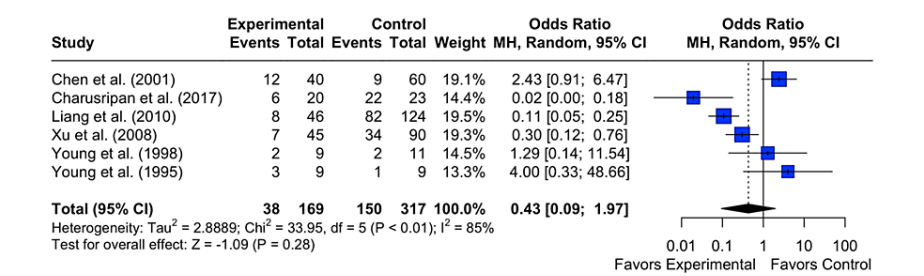 Experimental Control Odds Ratio Odds Ratio
Study Events Total Events Total Weight MH, Random, 95% CI MH, Random, 95% CI
Chen et al. (2001) 12 40 9 60 19.1% 2.43 [0.91; 6.47]
Charusripan et al. (2017) 6 20 22 23 14.4% 0.02 [0.00; 0.18]
Liang et al. (2010) 8 46 82 124 19.5% 0.11 [0.05; 0.25]
Xu et al. (2008) 7 45 34 90 19.3% 0.30 [0.12; 0.76]
Young et al. (1998) 2 9 2 11 14.5% 1.29 [0.14; 11.54]
Young et al. (1995) 3 9 1 9 13.3% 4.00 [0.33; 48.66]
Total (95% CI) 38 169 150 317 100.0% 0.43 [0.09; 1.97]
Heterogeneity: Tau² = 2.8889; Chi² = 33.95, df = 5 (P < 0.01); I² = 85%
Test for overall effect: Z = -1.09 (P = 0.28)
0.01 0.1 1 10 100
Favors Experimental Favors Control